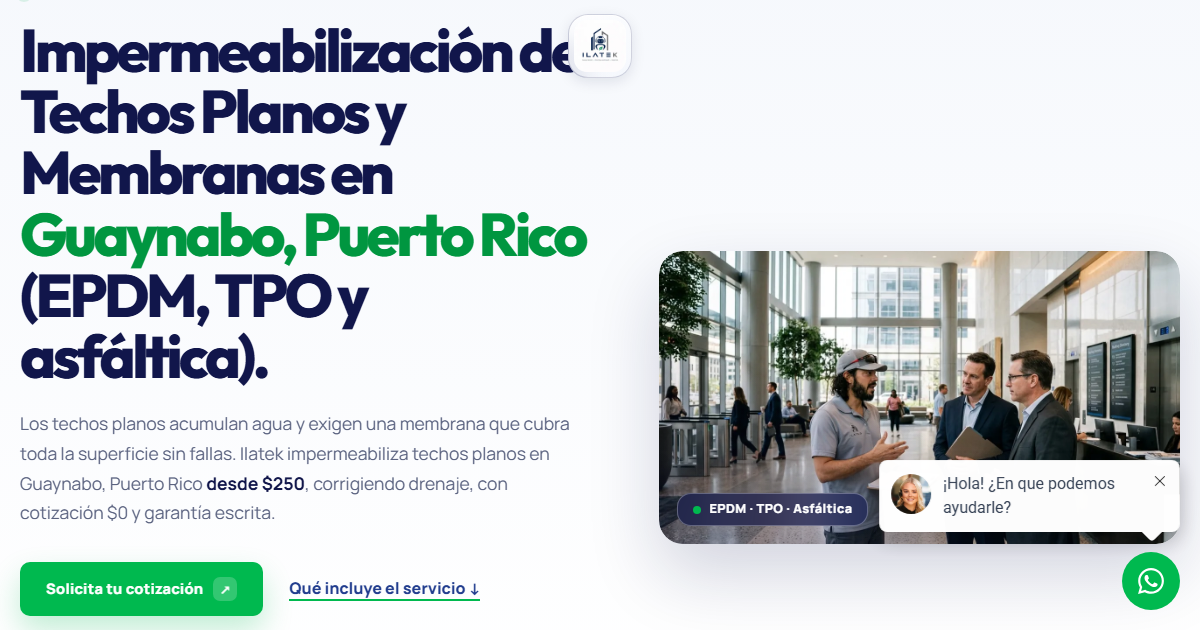 Impermeabilización de
ILATEK
Techos Planos y
Membranas en
Guaynabo, Puerto Rico
(EPDM, TPO y
asfáltica).
Los techos planos acumulan agua y exigen una membrana que cubra
toda la superficie sin fallas. Ilatek impermeabiliza techos planos en
Guaynabo, Puerto Rico desde $250, corrigiendo drenaje, con
cotización $0 y garantía escrita.
Solicita tu cotización ↗
Qué incluye el servicio ↓
EPDM · TPO · Asfáltica
¡Hola! ¿En que podemos
ayudarle?